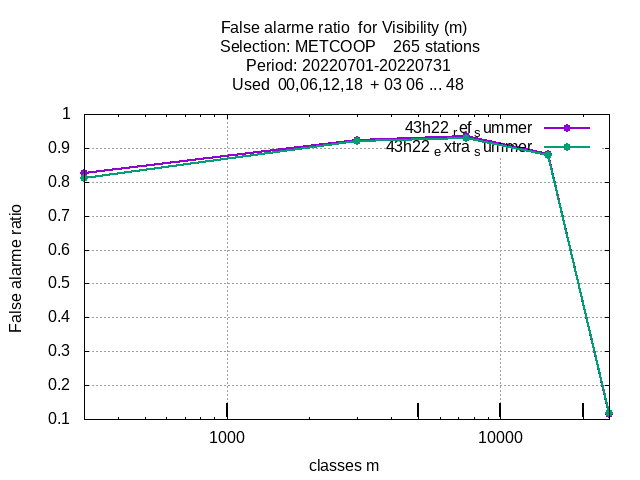 False alarme ratio  for Visibility (m)
Selection: METCOOP    265 stations
Period: 20220701-20220731
Used  00,06,12,18  + 03 06 ... 48
43h22_ref_summer
43h22_extra_summer
1
0.9
0.8
0.7
0.6
0.5
0.4
0.3
0.2
0.1
False alarme ratio
1000
10000
classes m